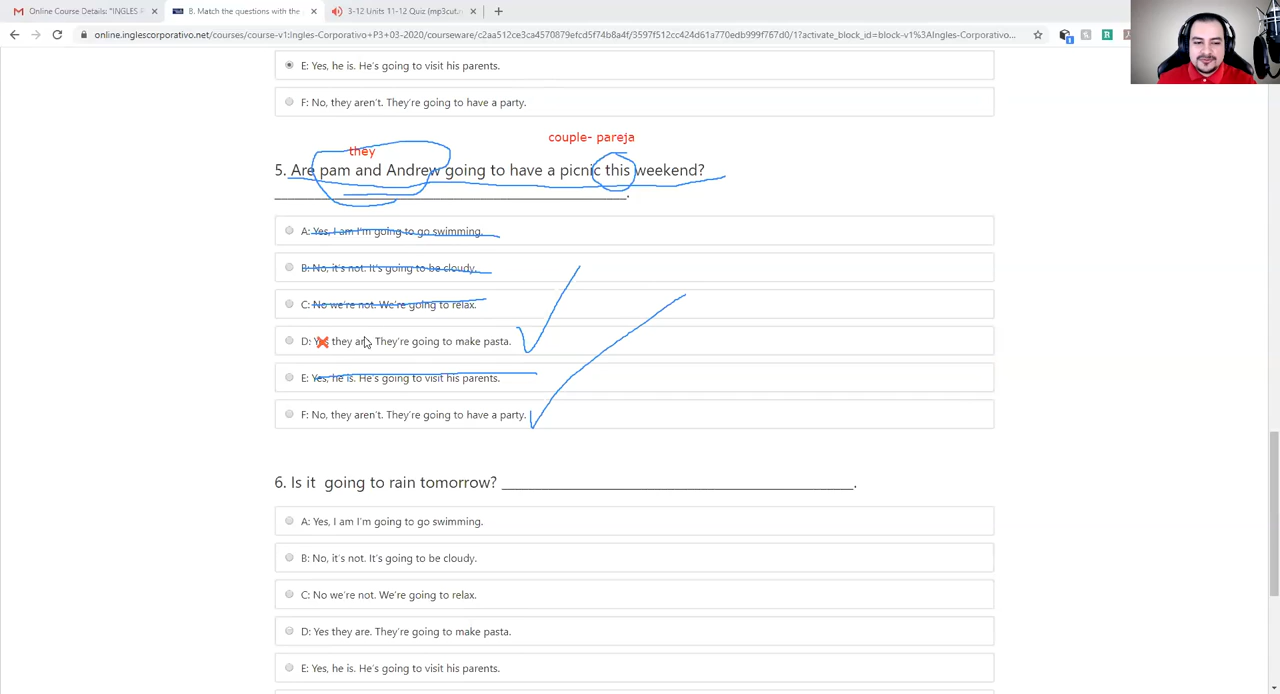 Online Course Details: "INGLES F
B. Match the questions with the
3-12 Units 11-12 Quiz (mp3cut.
online.inglescorporativo.net/courses/course-v1:Ingles-Corporativo+P3+03-2020/courseware/c2aa512ce3ca4570879efcd5f74b8a4f/3597f512cc424d61a770edb999f767d0/1?activate_block_id=block-v1%3AIngles-Corporativo...
E: Yes, he is. He's going to visit his parents.
F: No, they aren't. They're going to have a party.
couple- pareja
they
5. Are pam and Andrew going to have a picnic this weekend?
A: Yes, I am I'm going to go swimming.
B: No, it's not. It's going to be cloudy.
C: No we're not. We're going to relax.
D: Yes they are. They're going to make pasta.
E: Yes, he is. He's going to visit his parents.
F: No, they aren't. They're going to have a party.
6. Is it going to rain tomorrow? ______________________________.
A: Yes, I am I'm going to go swimming.
B: No, it's not. It's going to be cloudy.
C: No we're not. We're going to relax.
D: Yes they are. They're going to make pasta.
E: Yes, he is. He's going to visit his parents.